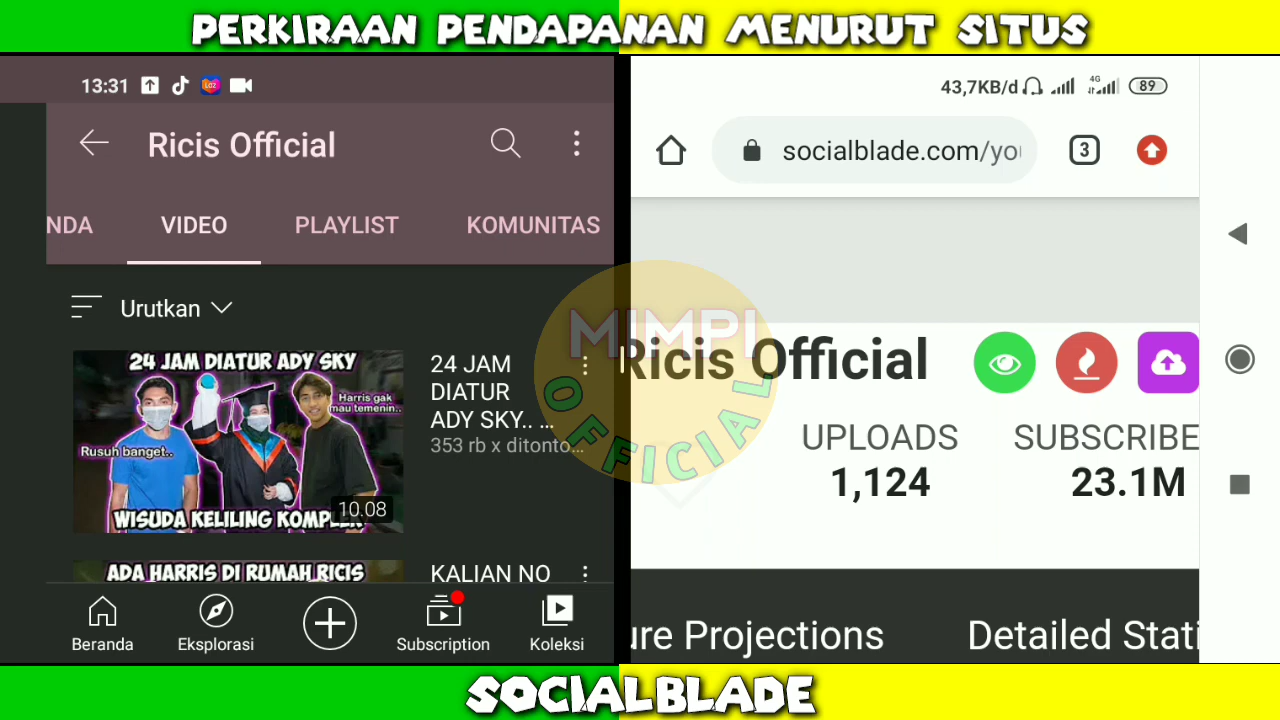 PERKIRAAN PENDAPANAN MENURUT SITUS
13:31
Ricis Official
NDA VIDEO PLAYLIST KOMUNITAS
Urutkan
24 JAM DIATUR ADY SKY
Harris gak
mau temenin..
Rusuh banget..
10.08
WISUDA KELILING KOMPLEK
24 JAM
DIATUR
ADY SKY.. ...
353 rb x ditonto...
ADA HARRIS DI RUMAH RICIS
KALIAN NO
Beranda Eksplorasi Subscription Koleksi
43,7KB/d 4G 89
socialblade.com/you
3
Ricis Official
UPLOADS SUBSCRIBE
1,124 23.1M
ure Projections Detailed Stati
MIMPI
OFFICIAL
SOCIALBLADE